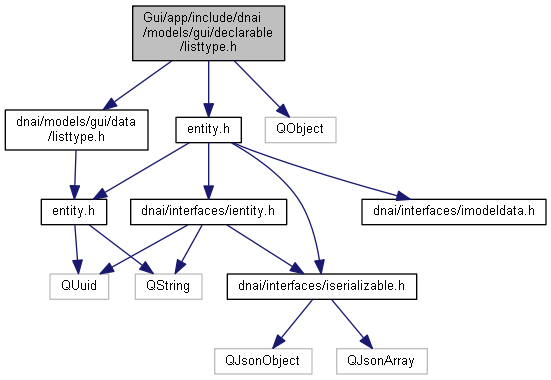 Gui/app/include/dnai
/models/gui/declarable
/listtype.h
dnai/models/gui/data
/listtype.h
entity.h
QObject
entity.h
dnai/interfaces/ientity.h
dnai/interfaces/imodeldata.h
QUuid
QString
dnai/interfaces/iserializable.h
QJsonObject
QJsonArray